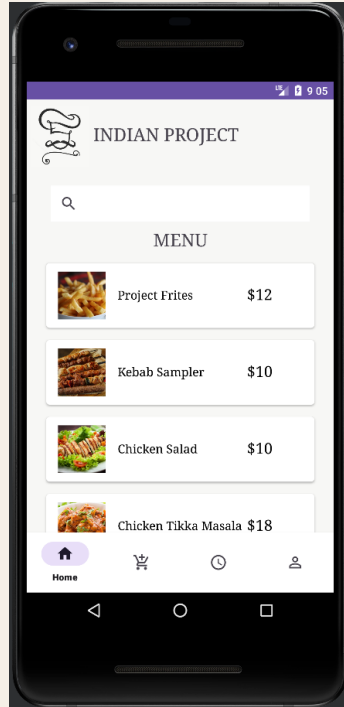 LTE 9 05
INDIAN PROJECT
MENU
Project Frites $12
Kebab Sampler $10
Chicken Salad $10
Chicken Tikka Masala $18
Home